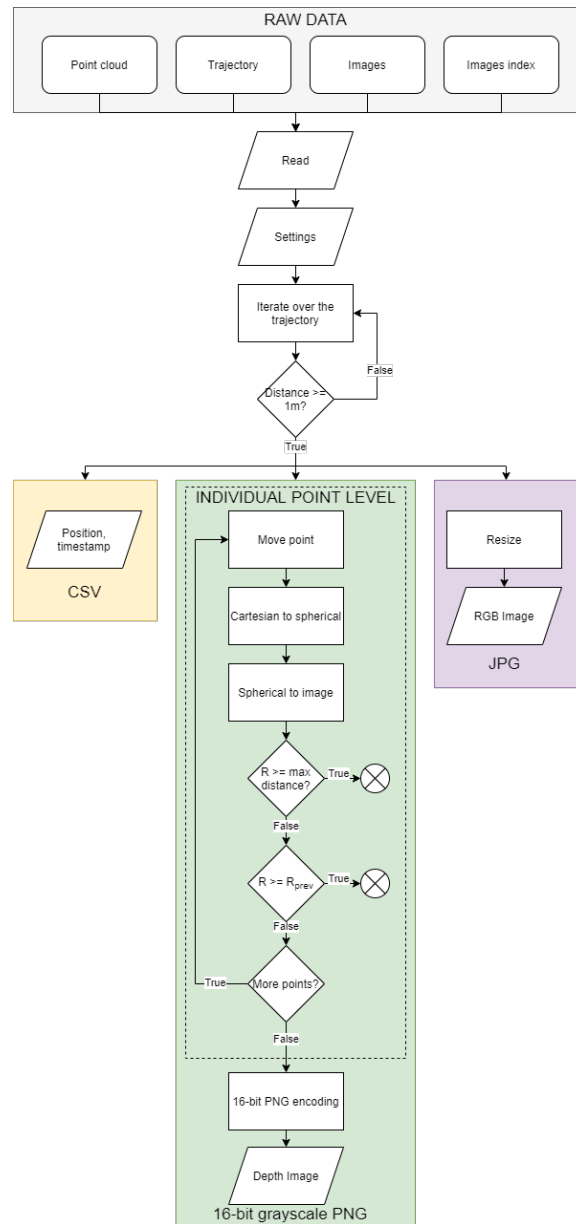 RAW DATA
Point cloud
Trajectory
Images
Images index
Read
Settings
Iterate over the
trajectory
False
Distance >=
1m?
True
Position,
timestamp
CSV
INDIVIDUAL POINT LEVEL
Move point
Cartesian to spherical
Spherical to image
R >= max
distance?
True
False
R >= Rprev
True
False
More points?
True
False
16-bit PNG encoding
Depth Image
16-bit grayscale PNG
Resize
RGB Image
JPG